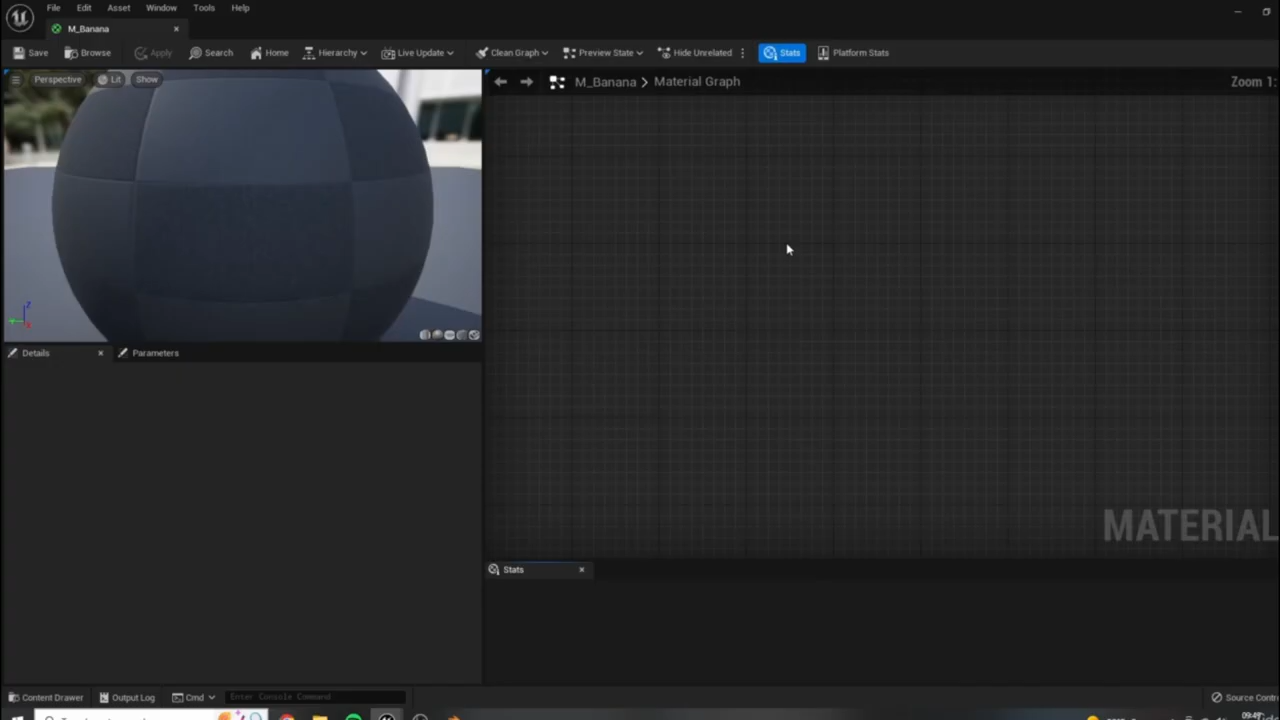 File Edit Asset Window Tools Help
M_Banana
Save Browse Apply Search Home Hierarchy Live Update Clean Graph Preview State Hide Unrelated Stats Platform Stats
Perspective Lit Show
M_Banana > Material Graph Zoom 1:
Z
Details Parameters
MATERIAL
Stats
Content Drawer Output Log Cmd Enter Console Command Source Contr